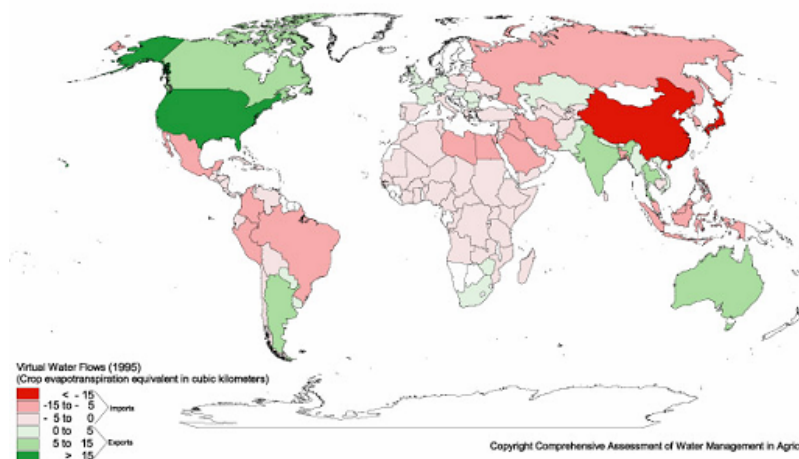 Virtual Water Flows (1995)
(Crop evapotranspiration equivalent in cubic kilometers)
< - 15
-15 to - 5
- 5 to 0
Imports
0 to 5
5 to 15
> 15
Exports
Copyright Comprehensive Assessment of Water Management in Agric